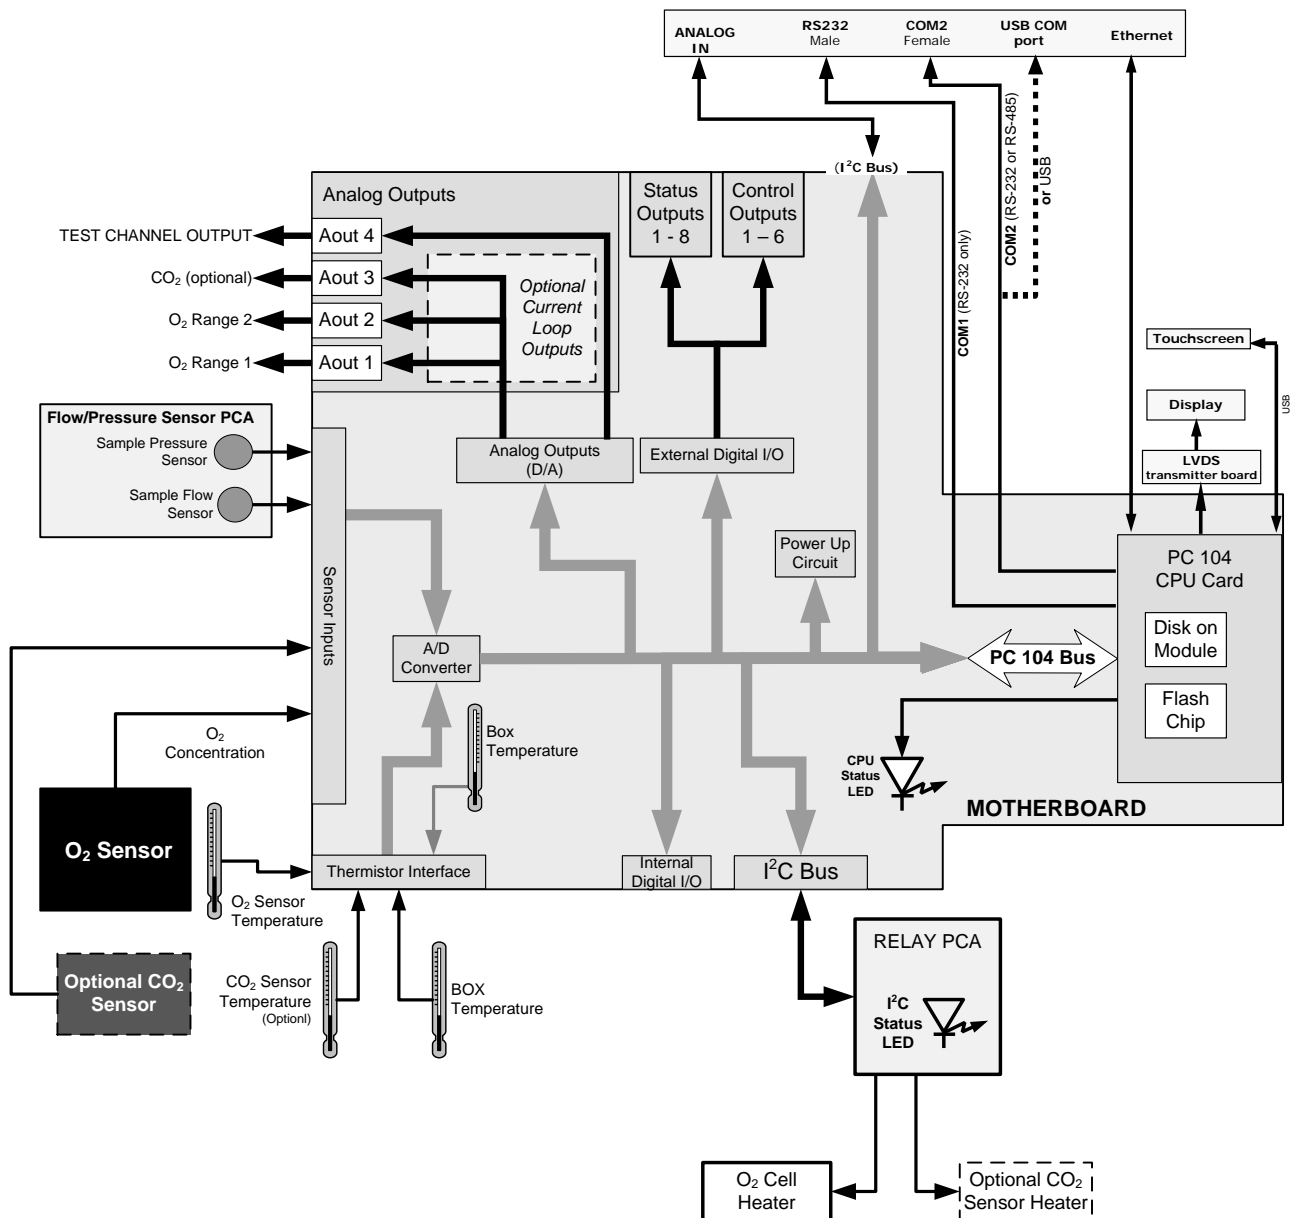 ANALOG
IN
RS232
Male
COM2
Female
USB COM
port
Ethernet
(I²C Bus)
COM1 (RS-232 only)
COM2 (RS-232 or RS-485)
or USB
Analog Outputs
Status
Outputs
1 - 8
Control
Outputs
1 – 6
TEST CHANNEL OUTPUT
Aout 4
CO₂ (optional)
Aout 3
O₂ Range 2
Aout 2
O₂ Range 1
Aout 1
Optional
Current
Loop
Outputs
Touchscreen
USB
Display
LVDS
transmitter board
Flow/Pressure Sensor PCA
Sample Pressure
Sensor
Sample Flow
Sensor
Analog Outputs
(D/A)
External Digital I/O
Power Up
Circuit
PC 104
CPU Card
Disk on
Module
Flash
Chip
Sensor Inputs
A/D
Converter
PC 104 Bus
O₂
Concentration
Box
Temperature
CPU
Status
LED
MOTHERBOARD
O₂ Sensor
Thermistor Interface
Internal
Digital I/O
I²C Bus
O₂ Sensor
Temperature
Optional CO₂
Sensor
CO₂ Sensor
Temperature
(Optionl)
BOX
Temperature
RELAY PCA
I²C
Status
LED
O₂ Cell
Heater
Optional CO₂
Sensor Heater